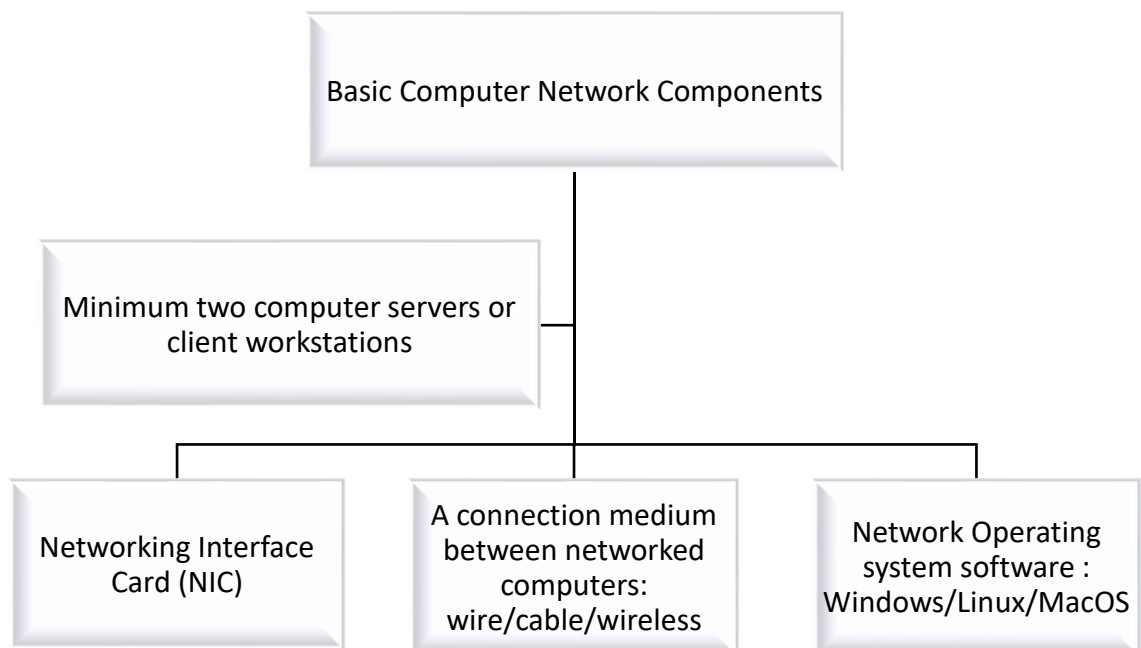 Basic Computer Network Components
Minimum two computer servers or
client workstations
Networking Interface
Card (NIC)
A connection medium
between networked
computers:
wire/cable/wireless
Network Operating
system software :
Windows/Linux/MacOS